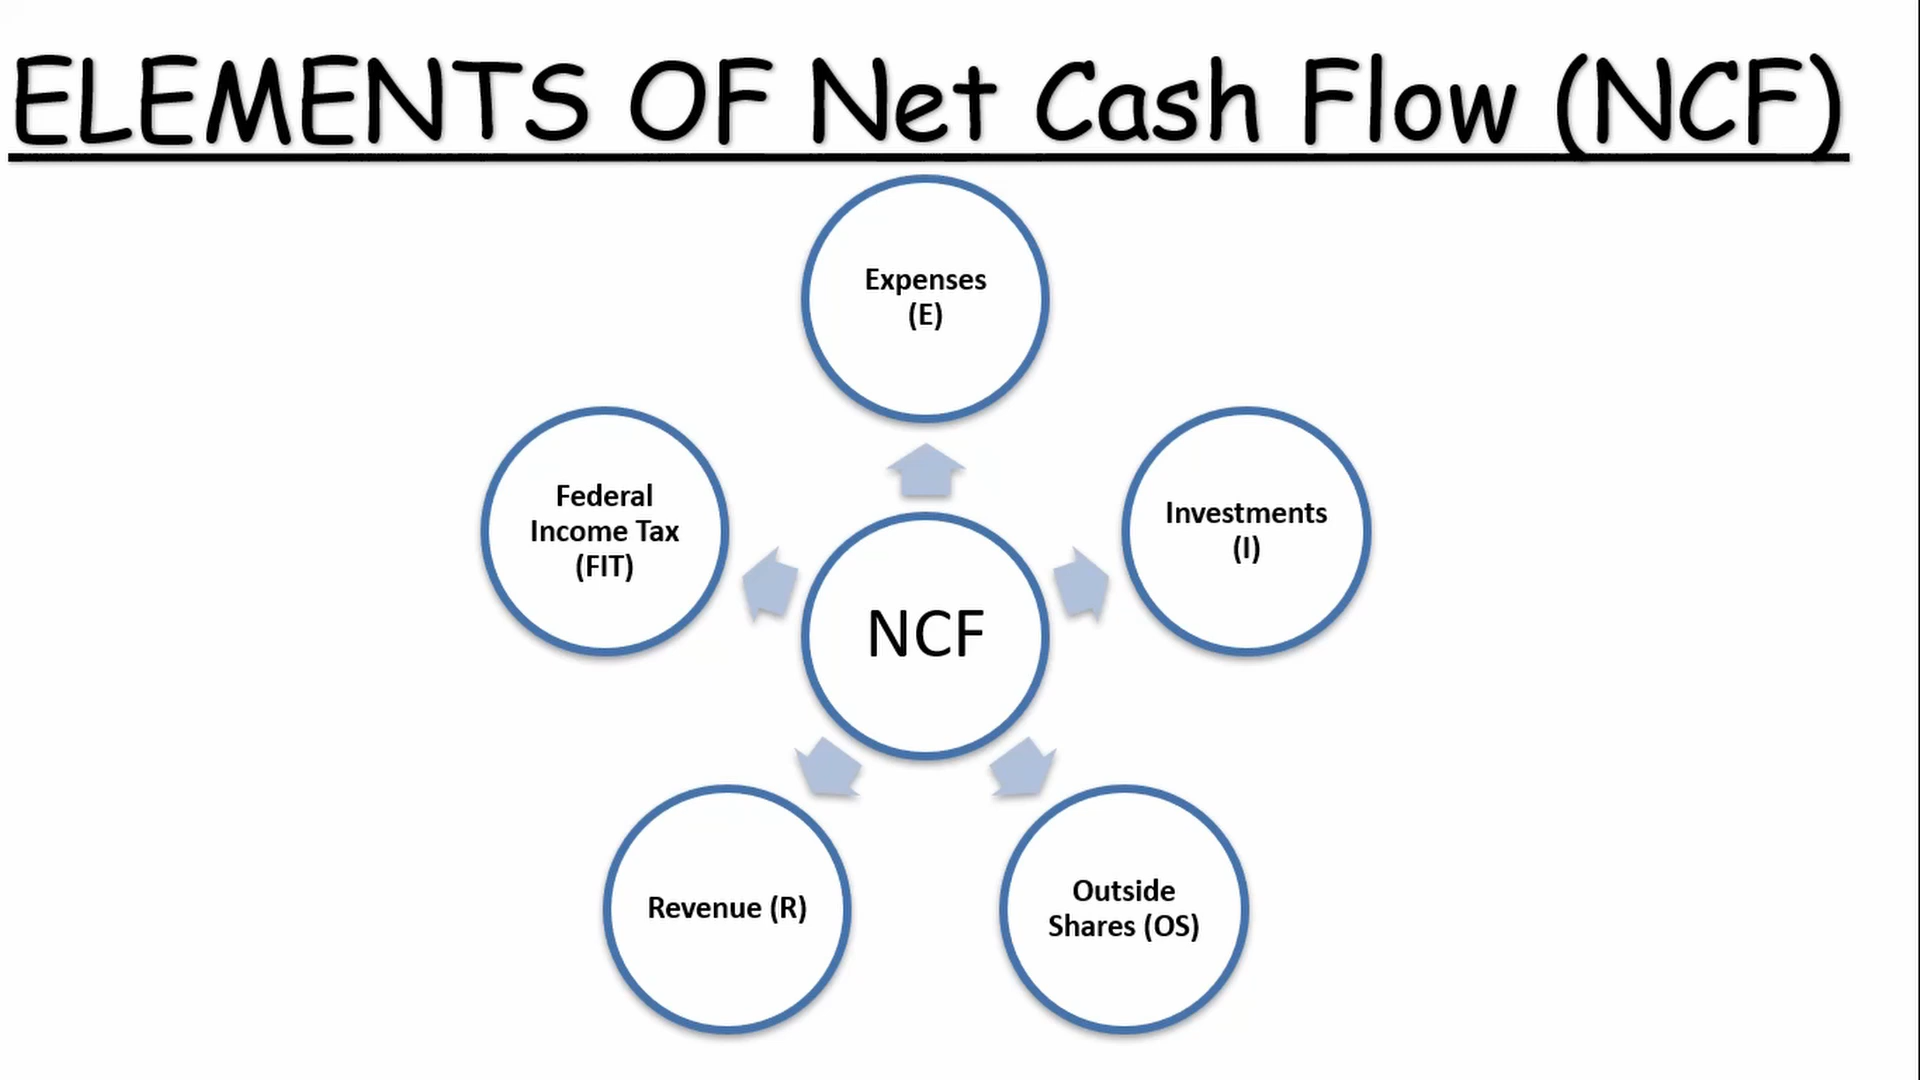 ELEMENTS OF Net Cash Flow (NCF)
Expenses
(E)
Federal
Income Tax
(FIT)
Investments
(I)
NCF
Revenue (R)
Outside
Shares (OS)